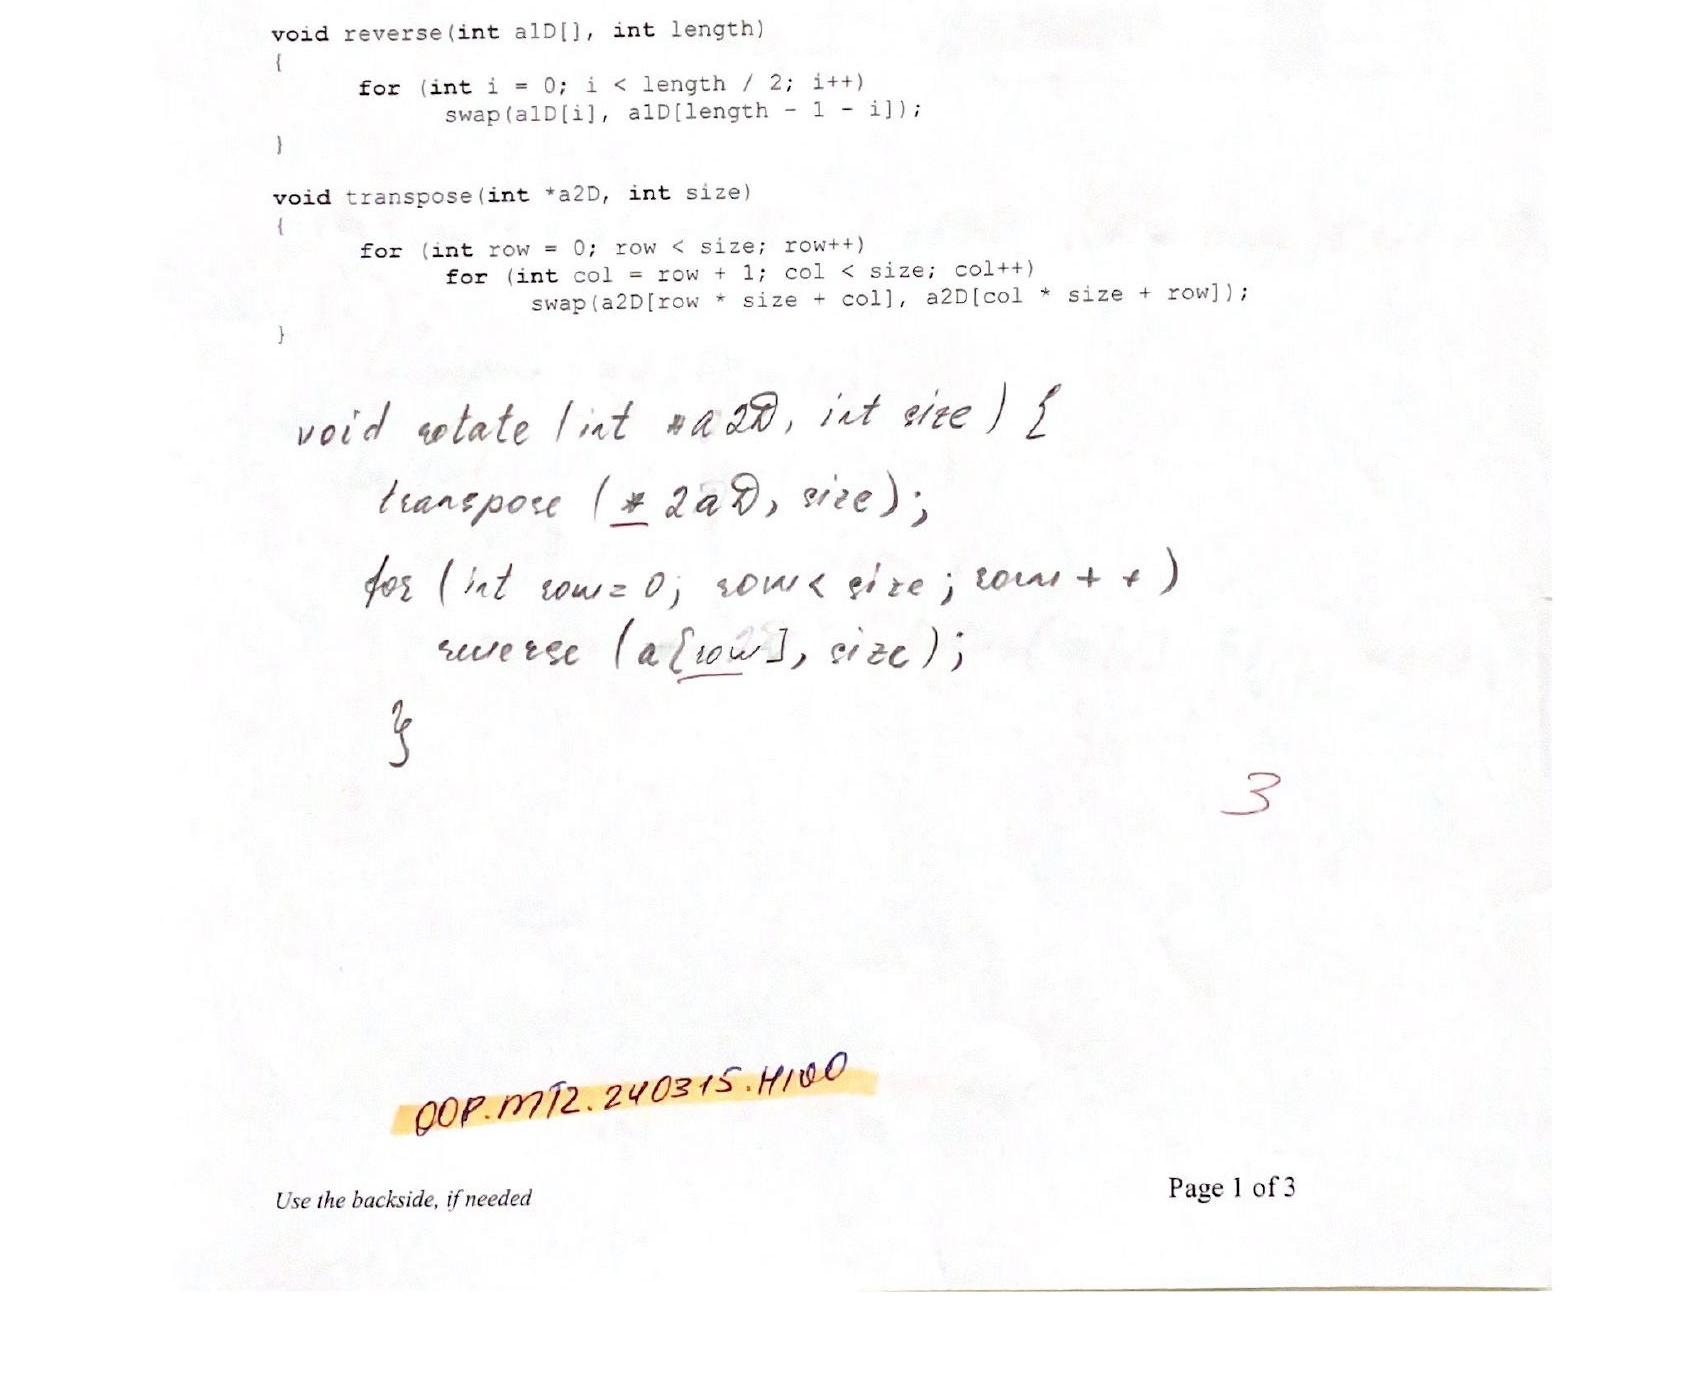 void reverse(int a1D[], int length)
{
for (int i = 0; i < length / 2; i++)
swap(a1D[i], a1D[length - 1 - i]);
}
void transpose(int *a2D, int size)
{
for (int row = 0; row < size; row++)
for (int col = row + 1; col < size; col++)
swap(a2D[row * size + col], a2D[col * size + row]);
}
void rotate (int *a2D, int size) {
transpose (* 2aD, size);
for (int row = 0; row < size; row++)
reverse (a[row], size);
}
3
OOP.MT2.240315.H100
Use the backside, if needed
Page 1 of 3